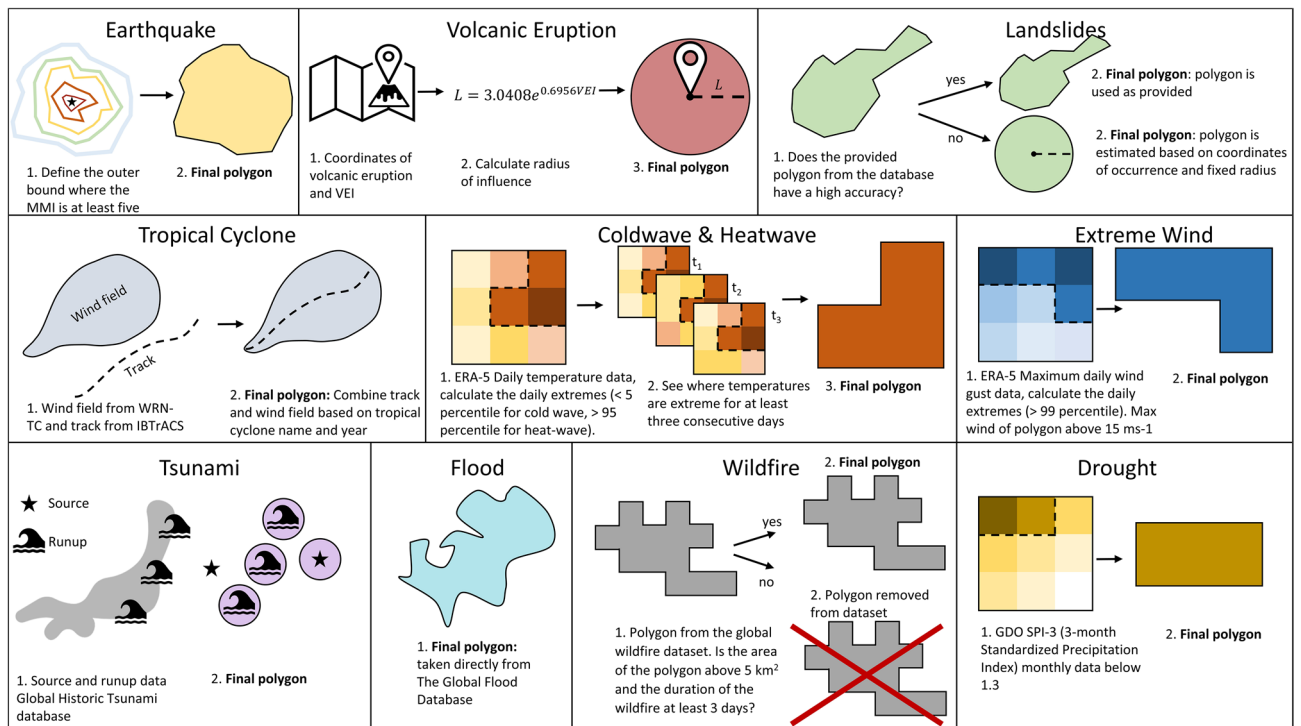 Earthquake
1. Define the outer
bound where the
MMI is at least five
2. Final polygon
Volcanic Eruption
L = 3.0408e^{0.6956VEI}
L
1. Coordinates of
volcanic eruption
and VEI
2. Calculate radius
of influence
3. Final polygon
Landslides
yes
no
1. Does the provided
polygon from the database
have a high accuracy?
2. Final polygon: polygon is
used as provided
2. Final polygon: polygon is
estimated based on coordinates
of occurrence and fixed radius
r
Tropical Cyclone
Wind field
Track
1. Wind field from WRN-
TC and track from IBTrACS
2. Final polygon: Combine track
and wind field based on tropical
cyclone name and year
Coldwave & Heatwave
t1
t2
t3
1. ERA-5 Daily temperature data,
calculate the daily extremes (< 5
percentile for cold wave, > 95
percentile for heat-wave).
2. See where temperatures
are extreme for at least
three consecutive days
3. Final polygon
Extreme Wind
1. ERA-5 Maximum daily wind
gust data, calculate the daily
extremes (> 99 percentile). Max
wind of polygon above 15 ms-1
2. Final polygon
Tsunami
Source
Runup
1. Source and runup data
Global Historic Tsunami
database
2. Final polygon
Flood
1. Final polygon:
taken directly from
The Global Flood
Database
Wildfire
yes
no
1. Polygon from the global
wildfire dataset. Is the area
of the polygon above 5 km²
and the duration of the
wildfire at least 3 days?
2. Final polygon
2. Polygon removed
from dataset
Drought
1. GDO SPI-3 (3-month
Standardized Precipitation
Index) monthly data below
1.3
2. Final polygon